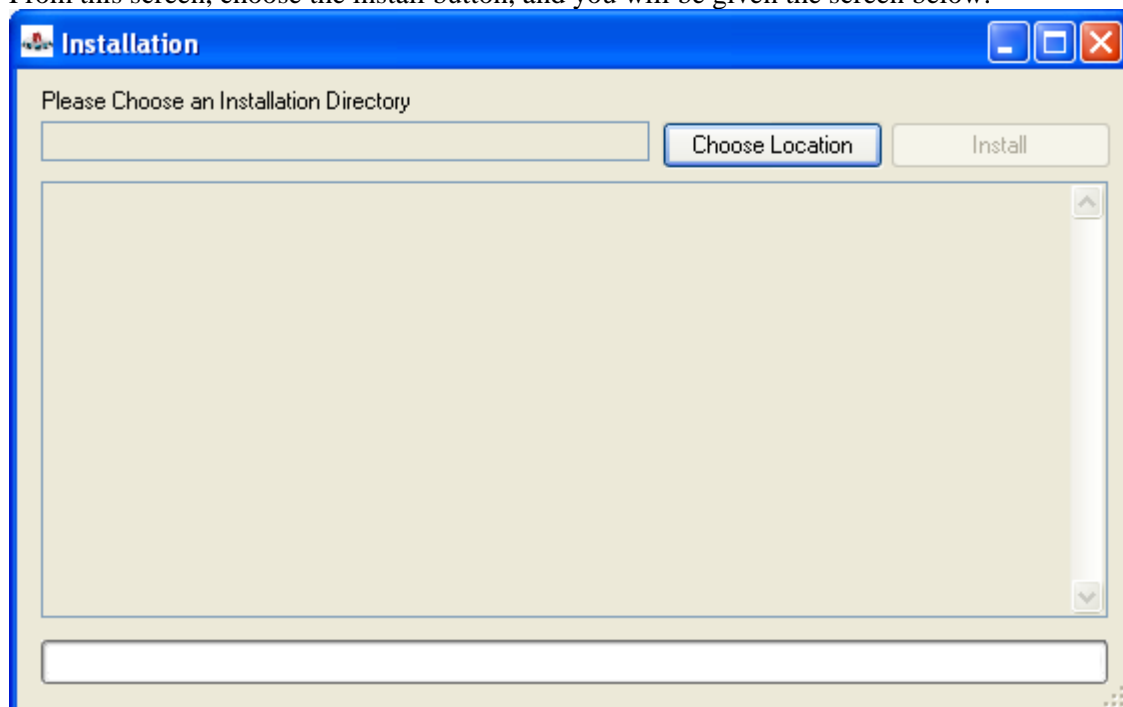 From this screen, choose the install button, and you will be given the screen below.
Installation
Please Choose an Installation Directory
Choose Location
Install